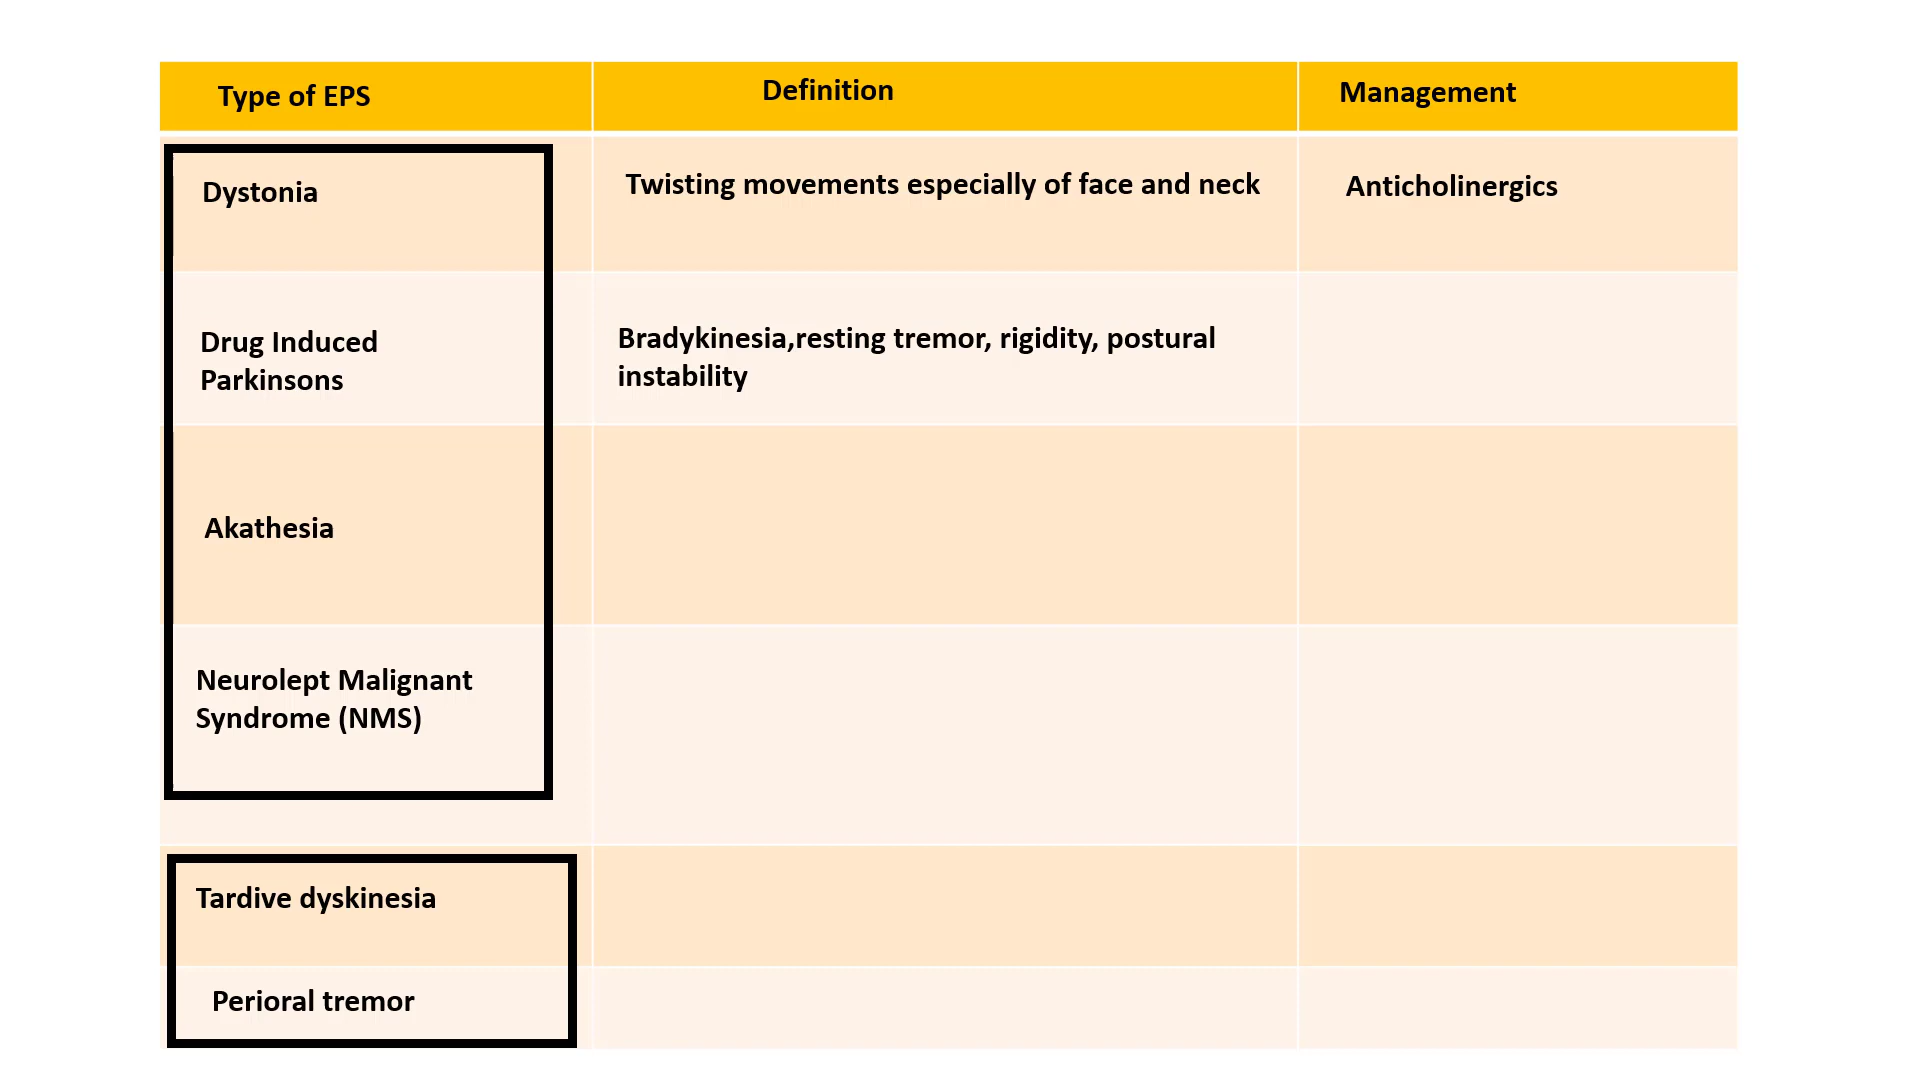 Type of EPS
Definition
Management
Dystonia
Twisting movements especially of face and neck
Anticholinergics
Drug Induced
Parkinsons
Bradykinesia,resting tremor, rigidity, postural
instability
Akathesia
Neurolept Malignant
Syndrome (NMS)
Tardive dyskinesia
Perioral tremor